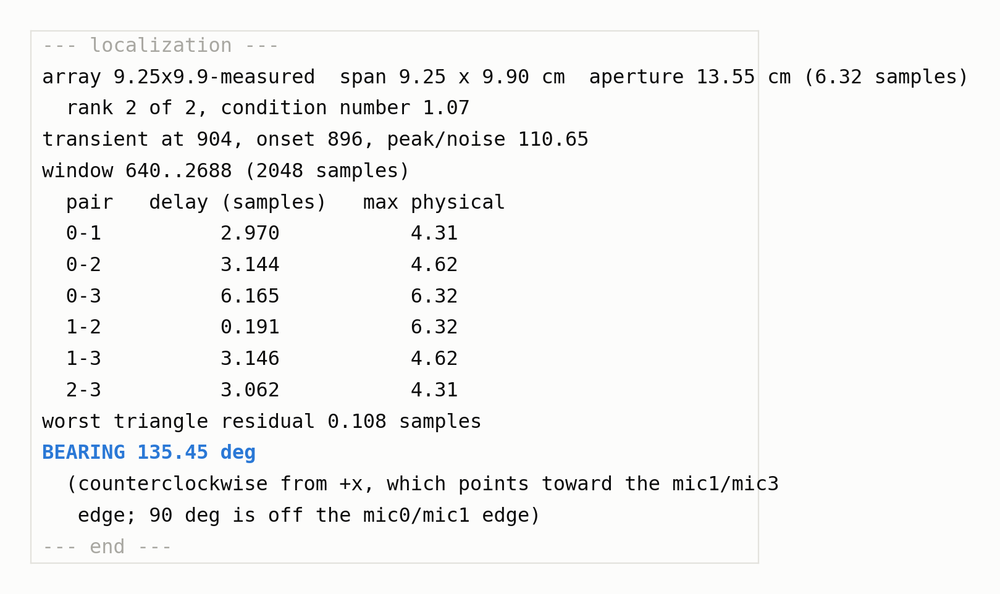 --- localization ---
array 9.25x9.9-measured  span 9.25 x 9.90 cm  aperture 13.55 cm (6.32 samples)
  rank 2 of 2, condition number 1.07
transient at 904, onset 896, peak/noise 110.65
window 640..2688 (2048 samples)
  pair   delay (samples)   max physical
  0-1          2.970           4.31
  0-2          3.144           4.62
  0-3          6.165           6.32
  1-2          0.191           6.32
  1-3          3.146           4.62
  2-3          3.062           4.31
worst triangle residual 0.108 samples
BEARING 135.45 deg
  (counterclockwise from +x, which points toward the mic1/mic3
   edge; 90 deg is off the mic0/mic1 edge)
--- end ---